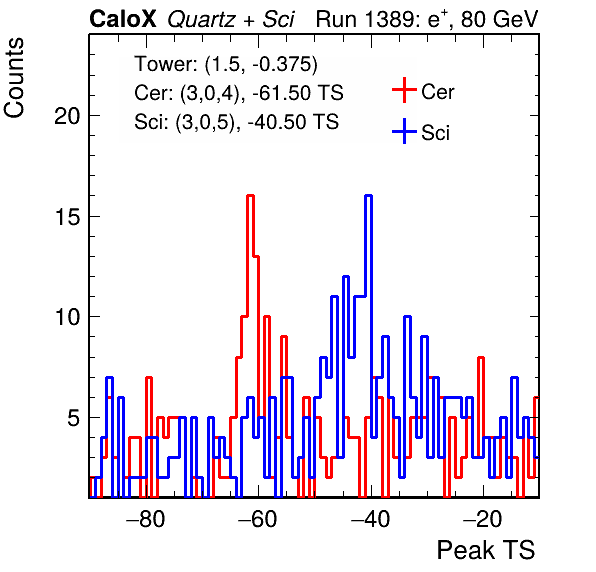 CaloX Quartz + Sci Run 1389: e⁺, 80 GeV
Counts
Tower: (1.5, -0.375)
Cer: (3,0,4), -61.50 TS
Sci: (3,0,5), -40.50 TS
Cer
Sci
20
15
10
5
−80 −60 −40 −20
Peak TS